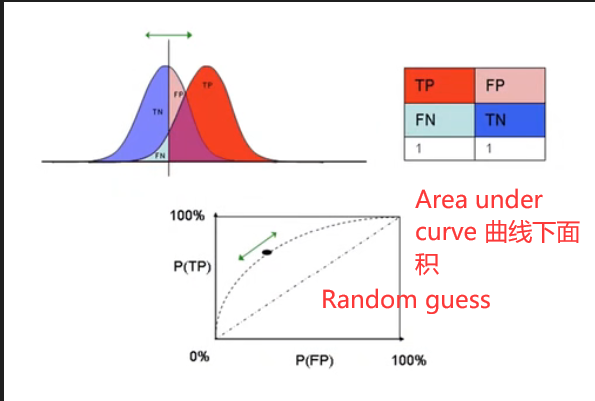 TP
FP
TN
FN
TP FP
FN TN
1 1
Area under
curve 曲线下面
积
100%
P(TP)
Random guess
0% P(FP) 100%